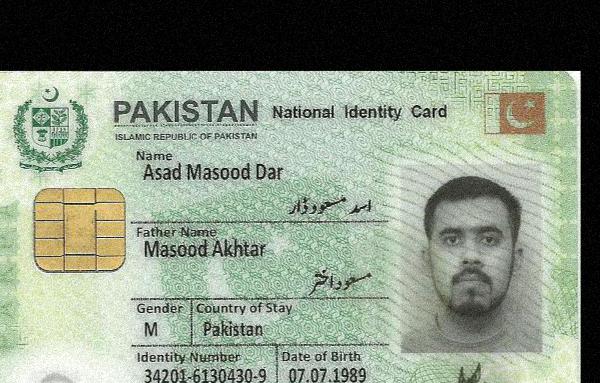 PAKISTAN National Identity Card
ISLAMIC REPUBLIC OF PAKISTAN
Name
Asad Masood Dar
اسد مسعود ڈار
Father Name
Masood Akhtar
مسعود اختر
Gender Country of Stay
M Pakistan
Identity Number Date of Birth
34201-6130430-9 07.07.1989